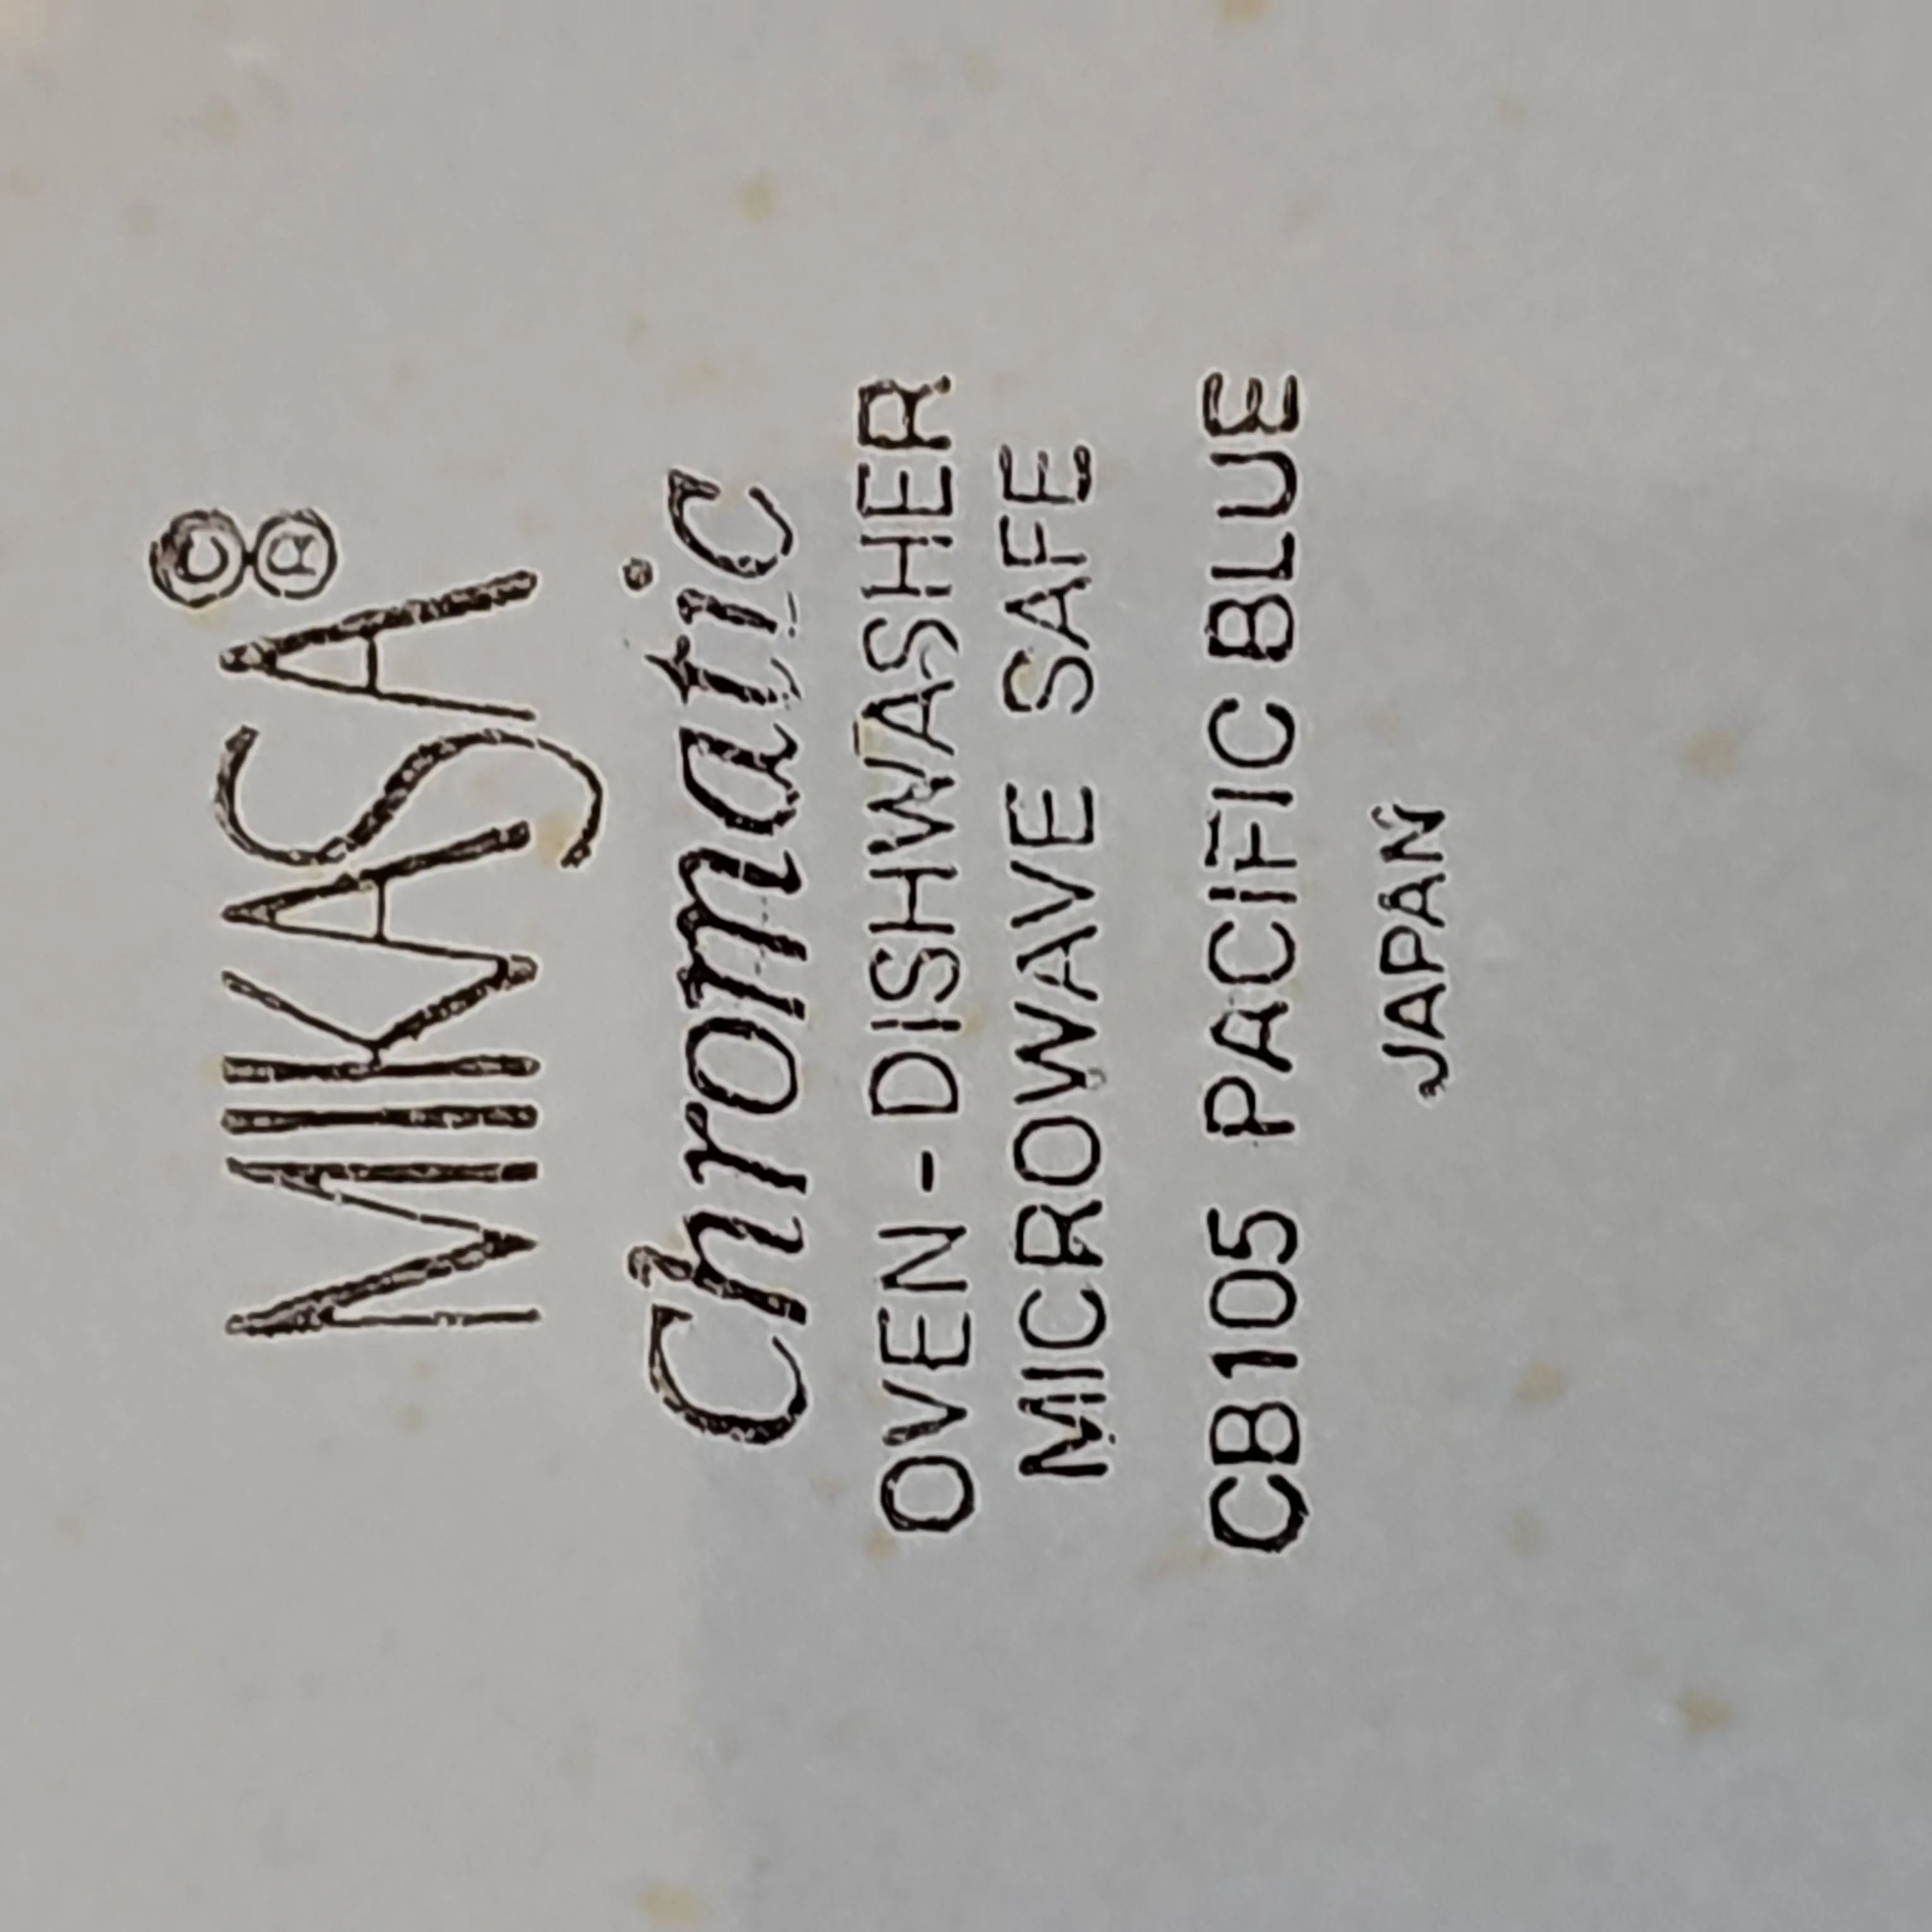 MIKASA ©®
Chromatic
OVEN - DISHWASHER
MICROWAVE SAFE
CB105 PACIFIC BLUE
JAPAN